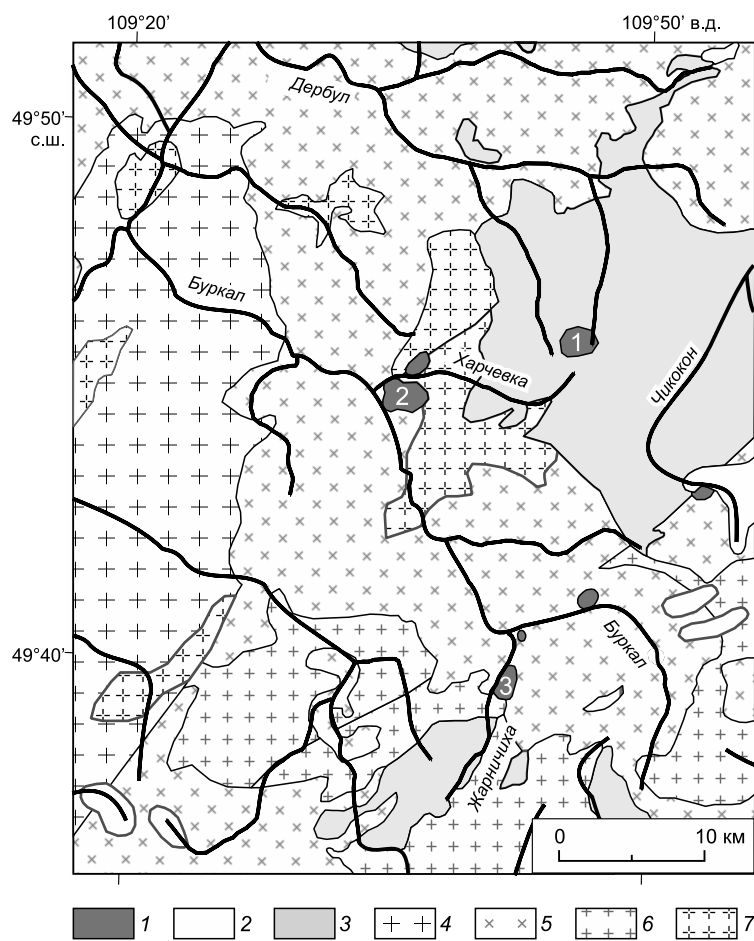 109°20'
109°50' в.д.
49°50'
с.ш.
Дербул
Буркал
Харчевка
1
2
Чикокон
49°40'
Буркал
3
Жарничиха
0
10 км
1
2
3
4
5
6
7